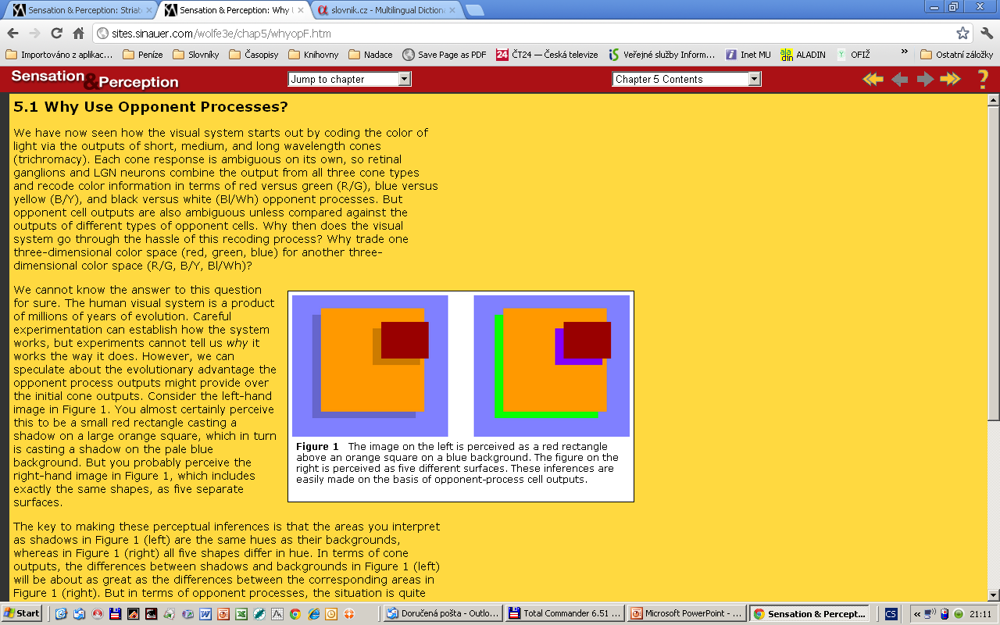 Sensation & Perception: Striat
Sensation & Perception: Why U
slovnik.cz - Multilingual Diction
sites.sinauer.com/wolfe3e/chap5/whyopF.htm
Importováno z aplikac... Peníze Slovníky Časopisy Knihovny Nadace Save Page as PDF 24 ČT24 — Česká televize iS Veřejné služby Inform... i Inet MU ala din ALADIN Y OFIŽ » Ostatní záložky
Sensation & Perception
Jump to chapter
Chapter 5 Contents
?
5.1 Why Use Opponent Processes?
We have now seen how the visual system starts out by coding the color of
light via the outputs of short, medium, and long wavelength cones
(trichromacy). Each cone response is ambiguous on its own, so retinal
ganglions and LGN neurons combine the output from all three cone types
and recode color information in terms of red versus green (R/G), blue versus
yellow (B/Y), and black versus white (Bl/Wh) opponent processes. But
opponent cell outputs are also ambiguous unless compared against the
outputs of different types of opponent cells. Why then does the visual
system go through the hassle of this recoding process? Why trade one
three-dimensional color space (red, green, blue) for another three-
dimensional color space (R/G, B/Y, Bl/Wh)?
We cannot know the answer to this question
for sure. The human visual system is a product
of millions of years of evolution. Careful
experimentation can establish how the system
works, but experiments cannot tell us why it
works the way it does. However, we can
speculate about the evolutionary advantage the
opponent process outputs might provide over
the initial cone outputs. Consider the left-hand
image in Figure 1. You almost certainly perceive
this to be a small red rectangle casting a
shadow on a large orange square, which in turn
is casting a shadow on the pale blue
background. But you probably perceive the
right-hand image in Figure 1, which includes
exactly the same shapes, as five separate
surfaces.
Figure 1 The image on the left is perceived as a red rectangle
above an orange square on a blue background. The figure on the
right is perceived as five different surfaces. These inferences are
easily made on the basis of opponent-process cell outputs.
The key to making these perceptual inferences is that the areas you interpret
as shadows in Figure 1 (left) are the same hues as their backgrounds,
whereas in Figure 1 (right) all five shapes differ in hue. In terms of cone
outputs, the differences between shadows and backgrounds in Figure 1 (left)
will be about as great as the differences between the corresponding areas in
Figure 1 (right). But in terms of opponent processes, the situation is quite
Start Doručená pošta - Outlo... Total Commander 6.51 ... Microsoft PowerPoint - ... Sensation & Percept... CS « 21:11